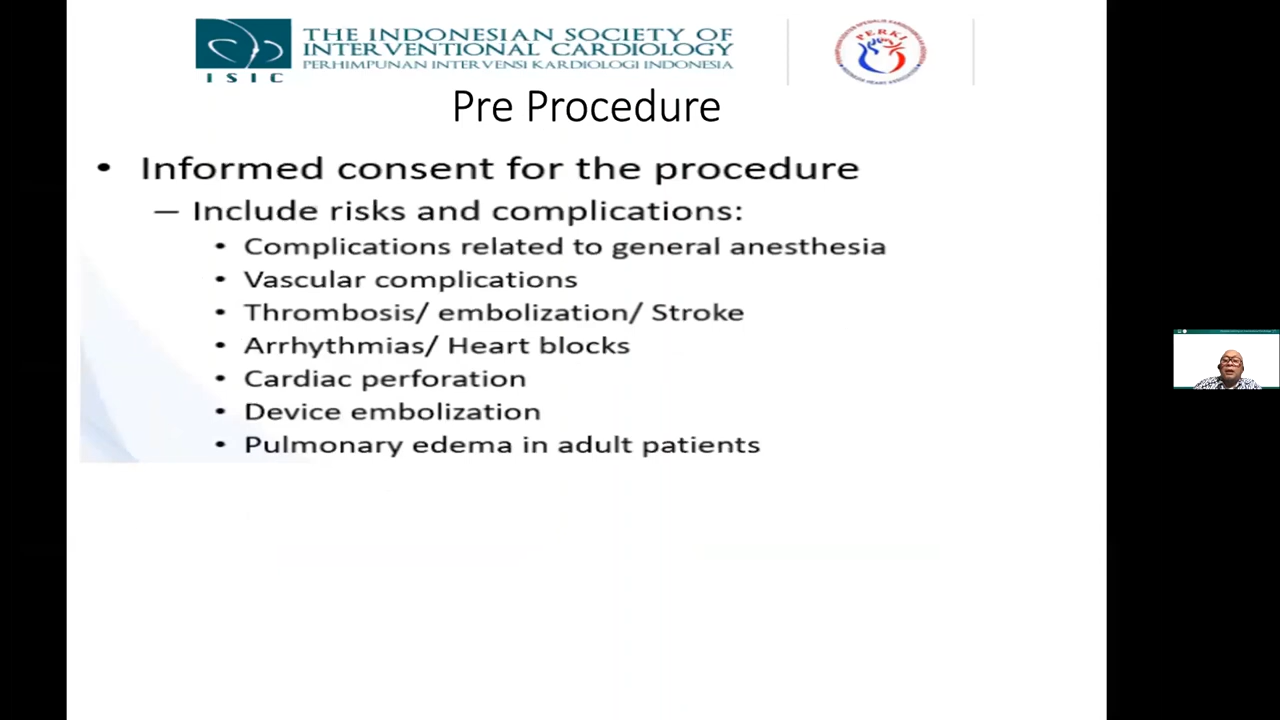 THE INDONESIAN SOCIETY OF
INTERVENTIONAL CARDIOLOGY
PERHIMPUNAN INTERVENSI KARDIOLOGI INDONESIA
ISIC
PERKI
Pre Procedure
• Informed consent for the procedure
– Include risks and complications:
• Complications related to general anesthesia
• Vascular complications
• Thrombosis/ embolization/ Stroke
• Arrhythmias/ Heart blocks
• Cardiac perforation
• Device embolization
• Pulmonary edema in adult patients